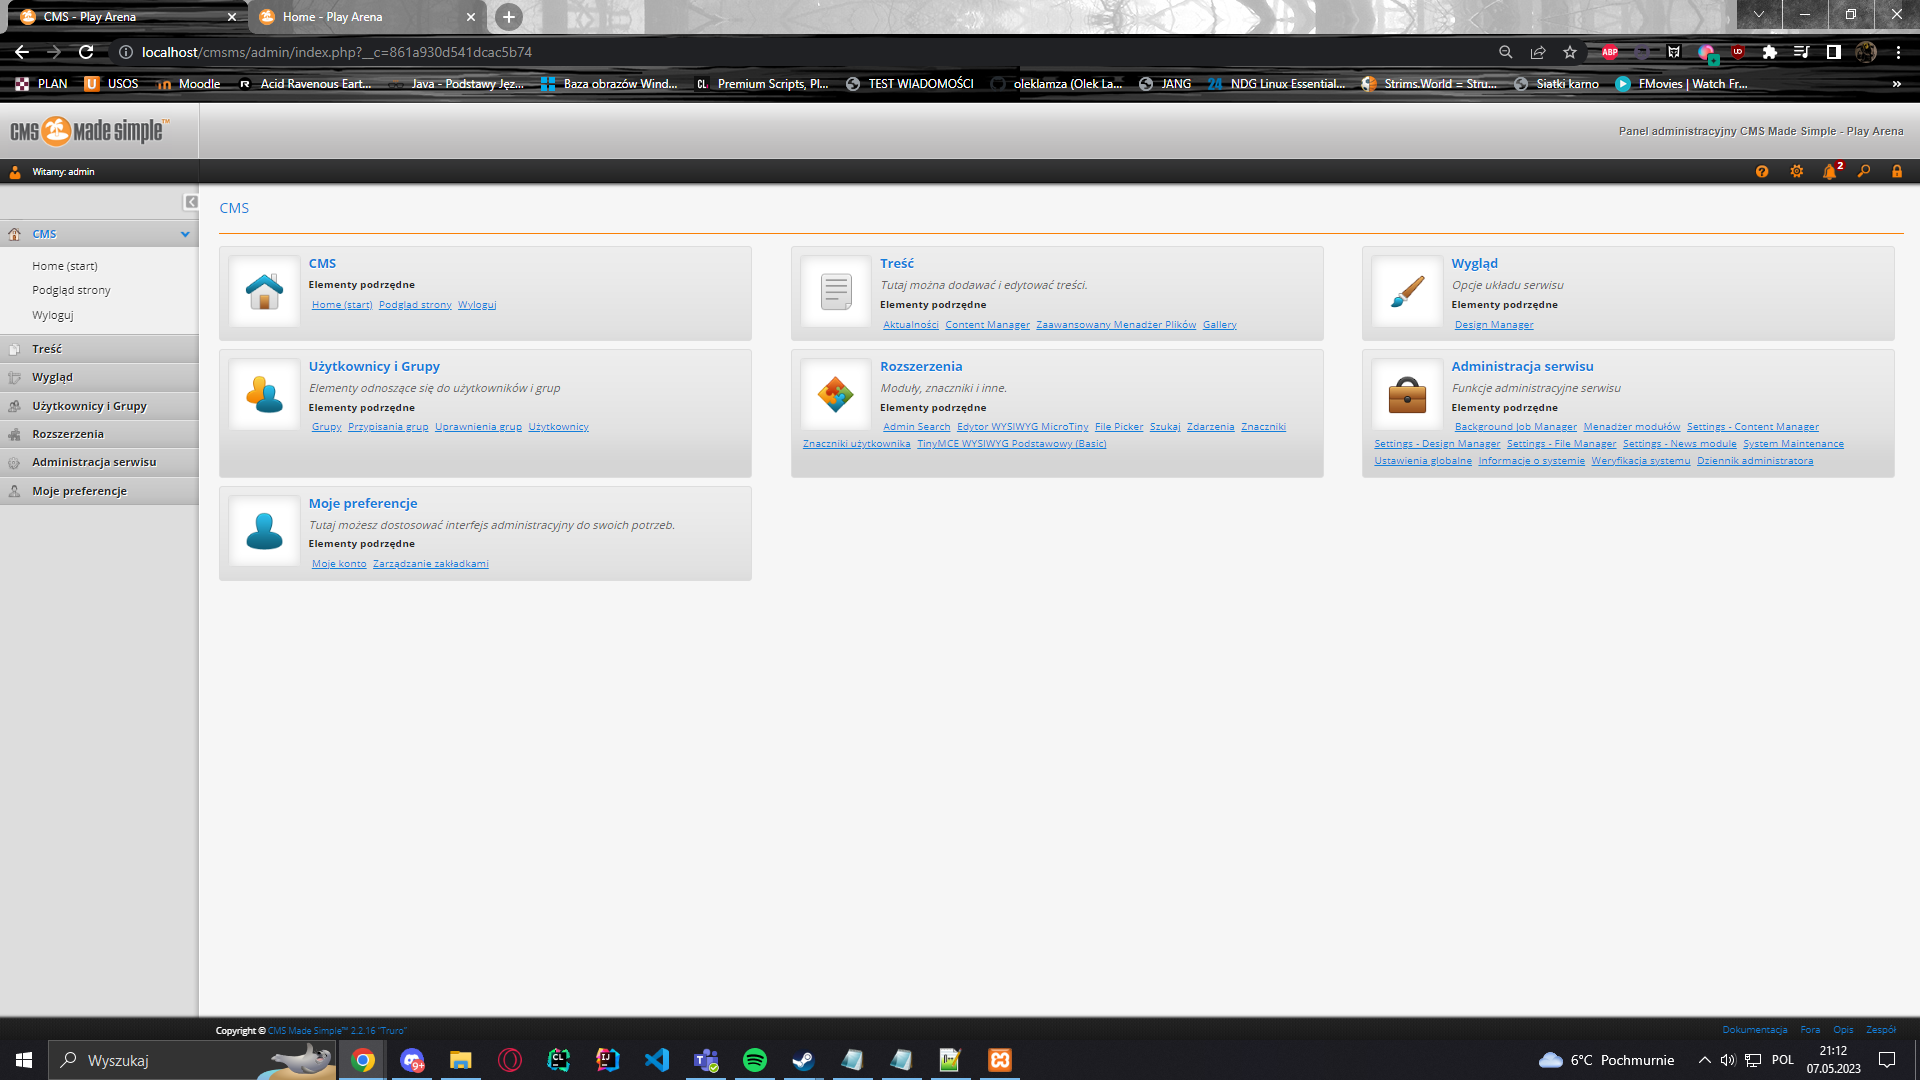 CMS - Play Arena
Home - Play Arena
localhost/cmsms/admin/index.php?__c=861a930d541dcac5b74
ABP
PLAN
USOS
Moodle
Acid Ravenous Eart...
Java - Podstawy Jęz...
Baza obrazów Wind...
CL Premium Scripts, Pl...
TEST WIADOMOŚCI
oleklamza (Olek La...
JANG
24 NDG Linux Essential...
Strims.World = Stru...
Siatki karno
FMovies | Watch Fr...
»
CMS Made Simple™
Panel administracyjny CMS Made Simple - Play Arena
Witamy: admin
2
CMS
Home (start)
Podgląd strony
Wyloguj
Treść
Wygląd
Użytkownicy i Grupy
Rozszerzenia
Administracja serwisu
Moje preferencje
CMS
CMS
Elementy podrzędne
Home (start) Podgląd strony Wyloguj
Treść
Tutaj można dodawać i edytować treści.
Elementy podrzędne
Aktualności Content Manager Zaawansowany Menadżer Plików Gallery
Wygląd
Opcje układu serwisu
Elementy podrzędne
Design Manager
Użytkownicy i Grupy
Elementy odnoszące się do użytkowników i grup
Elementy podrzędne
Grupy Przypisania grup Uprawnienia grup Użytkownicy
Rozszerzenia
Moduły, znaczniki i inne.
Elementy podrzędne
Admin Search Edytor WYSIWYG MicroTiny File Picker Szukaj Zdarzenia Znaczniki
Znaczniki użytkownika TinyMCE WYSIWYG Podstawowy (Basic)
Administracja serwisu
Funkcje administracyjne serwisu
Elementy podrzędne
Background Job Manager Menadżer modułów Settings - Content Manager
Settings - Design Manager Settings - File Manager Settings - News module System Maintenance
Ustawienia globalne Informacje o systemie Weryfikacja systemu Dziennik administratora
Moje preferencje
Tutaj możesz dostosować interfejs administracyjny do swoich potrzeb.
Elementy podrzędne
Moje konto Zarządzanie zakładkami
Copyright © CMS Made Simple™ 2.2.16 "Truro"
Dokumentacja Fora Opis Zespół
Wyszukaj
9+
6°C Pochmurnie
POL
21:12
07.05.2023